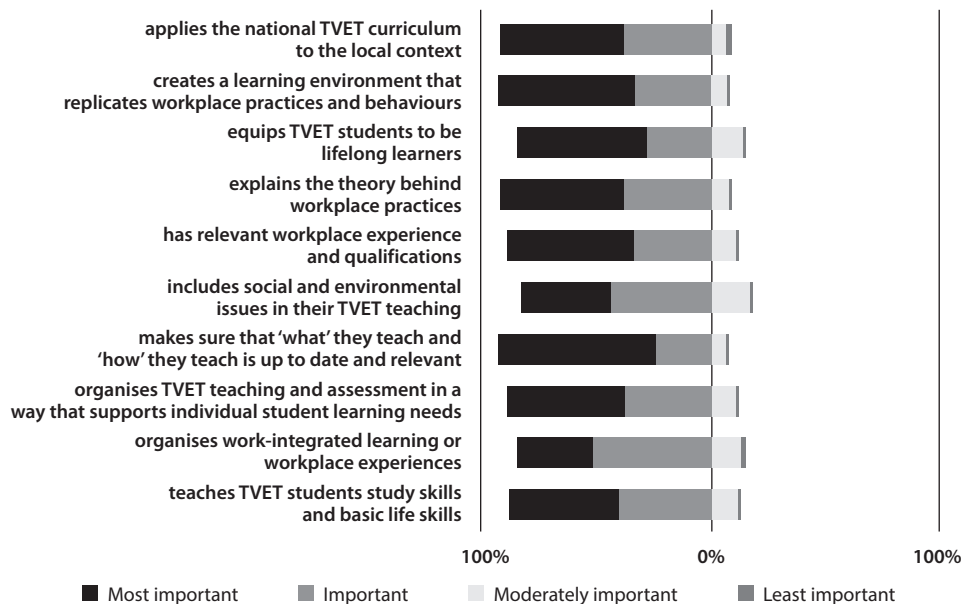 applies the national TVET curriculum
to the local context
creates a learning environment that
replicates workplace practices and behaviours
equips TVET students to be
lifelong learners
explains the theory behind
workplace practices
has relevant workplace experience
and qualifications
includes social and environmental
issues in their TVET teaching
makes sure that ‘what’ they teach and
‘how’ they teach is up to date and relevant
organises TVET teaching and assessment in a
way that supports individual student learning needs
organises work-integrated learning or
workplace experiences
teaches TVET students study skills
and basic life skills
100% 0% 100%
Most important Important Moderately important Least important